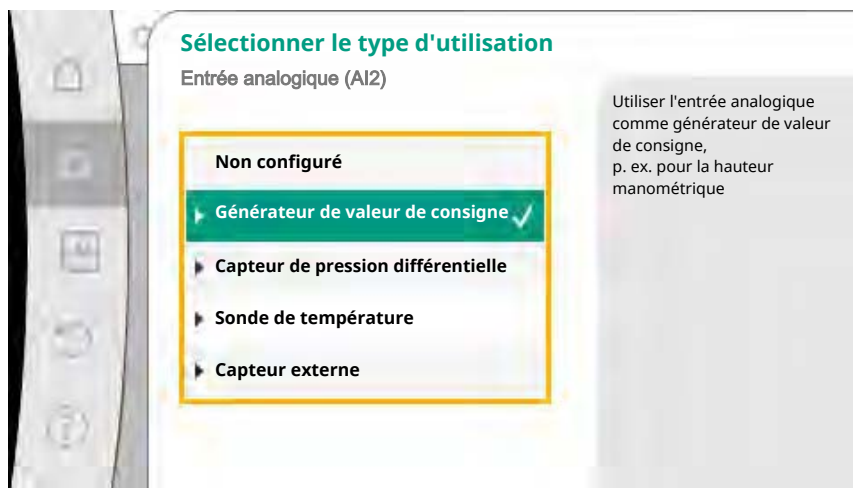 Sélectionner le type d'utilisation
Entrée analogique (AI2)
Non configuré
Générateur de valeur de consigne
Capteur de pression différentielle
Sonde de température
Capteur externe
Utiliser l'entrée analogique
comme générateur de valeur
de consigne,
p. ex. pour la hauteur
manométrique